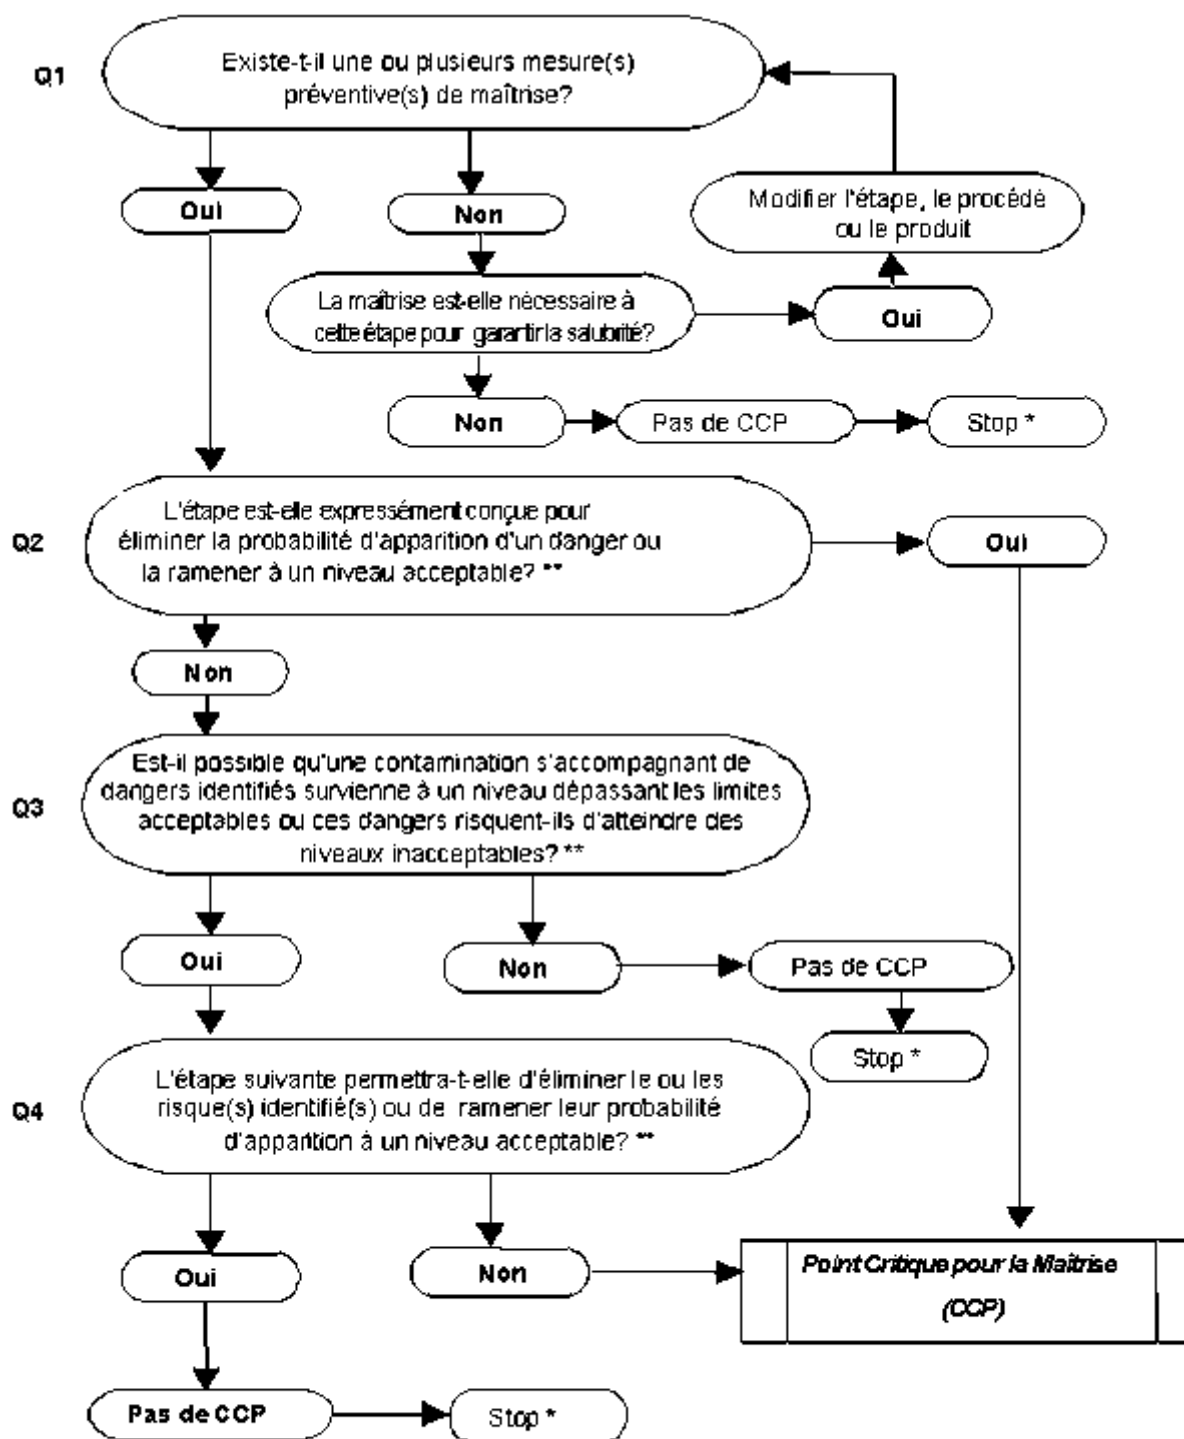 Q1
Existe-t-il une ou plusieurs mesure(s)
préventive(s) de maîtrise?
Oui
Non
Modifier l'étape, le procédé
ou le produit
La maîtrise est-elle nécessaire à
cette étape pour garantir la salubrité?
Oui
Non
Pas de CCP
Stop *
Q2
L'étape est-elle expressément conçue pour
éliminer la probabilité d'apparition d'un danger ou
la ramener à un niveau acceptable? **
Oui
Non
Q3
Est-il possible qu'une contamination s'accompagnant de
dangers identifiés survienne à un niveau dépassant les limites
acceptables ou ces dangers risquent-ils d'atteindre des
niveaux inacceptables? **
Oui
Non
Pas de CCP
Stop *
Q4
L'étape suivante permettra-t-elle d'éliminer le ou les
risque(s) identifié(s) ou de ramener leur probabilité
d'apparition à un niveau acceptable? **
Oui
Non
Point Critique pour la Maîtrise
(CCP)
Pas de CCP
Stop *